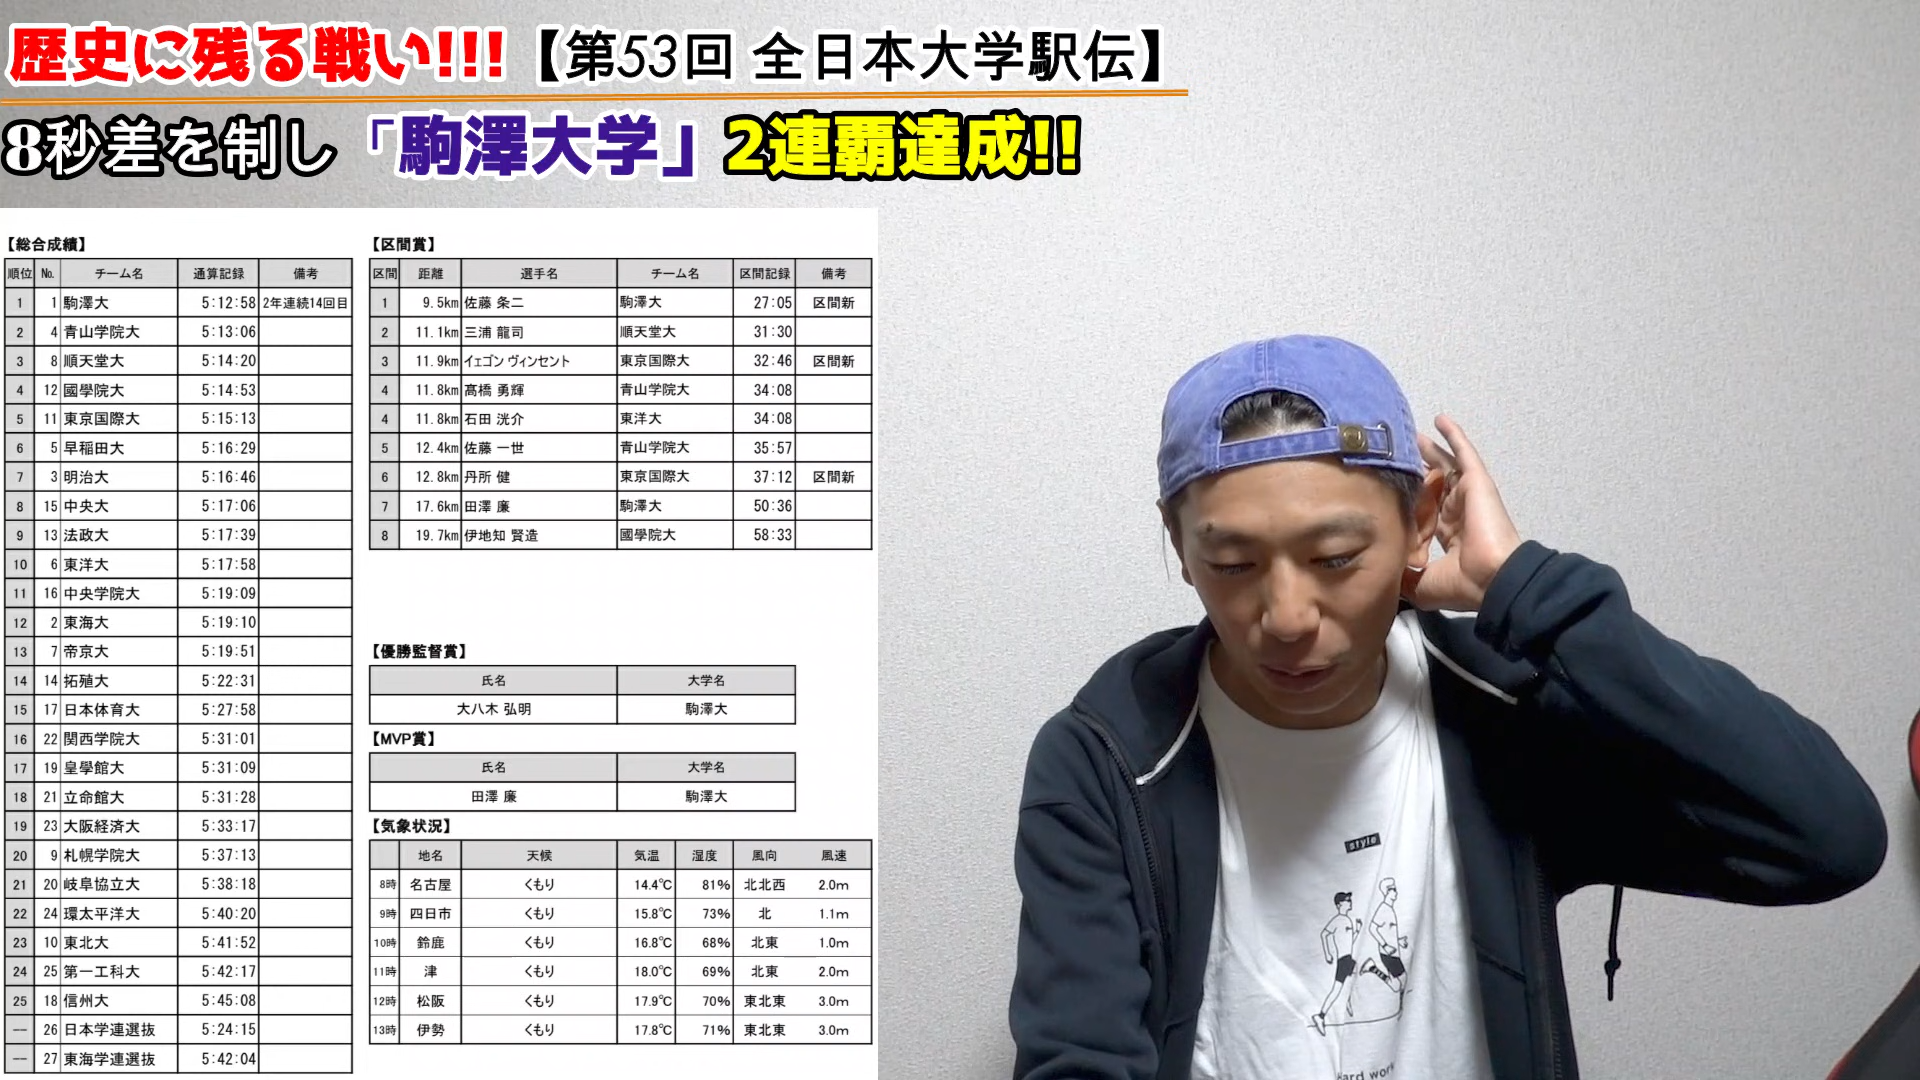 歴史に残る戦い!!!【第53回 全日本大学駅伝】
8秒差を制し「駒澤大学」2連覇達成!!
【総合成績】
順位 No. チーム名 通算記録 備考
1 1 駒澤大 5:12:58 2年連続14回目
2 4 青山学院大 5:13:06
3 8 順天堂大 5:14:20
4 12 國學院大 5:14:53
5 11 東京国際大 5:15:13
6 5 早稲田大 5:16:29
7 3 明治大 5:16:46
8 15 中央大 5:17:06
9 13 法政大 5:17:39
10 6 東洋大 5:17:58
11 16 中央学院大 5:19:09
12 2 東海大 5:19:10
13 7 帝京大 5:19:51
14 14 拓殖大 5:22:31
15 17 日本体育大 5:27:58
16 22 関西学院大 5:31:01
17 19 皇學館大 5:31:09
18 21 立命館大 5:31:28
19 23 大阪経済大 5:33:17
20 9 札幌学院大 5:37:13
21 20 岐阜協立大 5:38:18
22 24 環太平洋大 5:40:20
23 10 東北大 5:41:52
24 25 第一工科大 5:42:17
25 18 信州大 5:45:08
-- 26 日本学連選抜 5:24:15
-- 27 東海学連選抜 5:42:04
【区間賞】
区間 距離 選手名 チーム名 区間記録 備考
1 9.5km 佐藤 条二 駒澤大 27:05 区間新
2 11.1km 三浦 龍司 順天堂大 31:30
3 11.9km イェゴン ヴィンセント 東京国際大 32:46 区間新
4 11.8km 髙橋 勇輝 青山学院大 34:08
4 11.8km 石田 洸介 東洋大 34:08
5 12.4km 佐藤 一世 青山学院大 35:57
6 12.8km 丹所 健 東京国際大 37:12 区間新
7 17.6km 田澤 廉 駒澤大 50:36
8 19.7km 伊地知 賢造 國學院大 58:33
【優勝監督賞】
氏名 大学名
大八木 弘明 駒澤大
【MVP賞】
氏名 大学名
田澤 廉 駒澤大
【気象状況】
地名 天候 気温 湿度 風向 風速
8時 名古屋 くもり 14.4℃ 81% 北北西 2.0m
9時 四日市 くもり 15.8℃ 73% 北 1.1m
10時 鈴鹿 くもり 16.8℃ 68% 北東 1.0m
11時 津 くもり 18.0℃ 69% 北東 2.0m
12時 松阪 くもり 17.9℃ 70% 東北東 3.0m
13時 伊勢 くもり 17.8℃ 71% 東北東 3.0m
style
Hard work